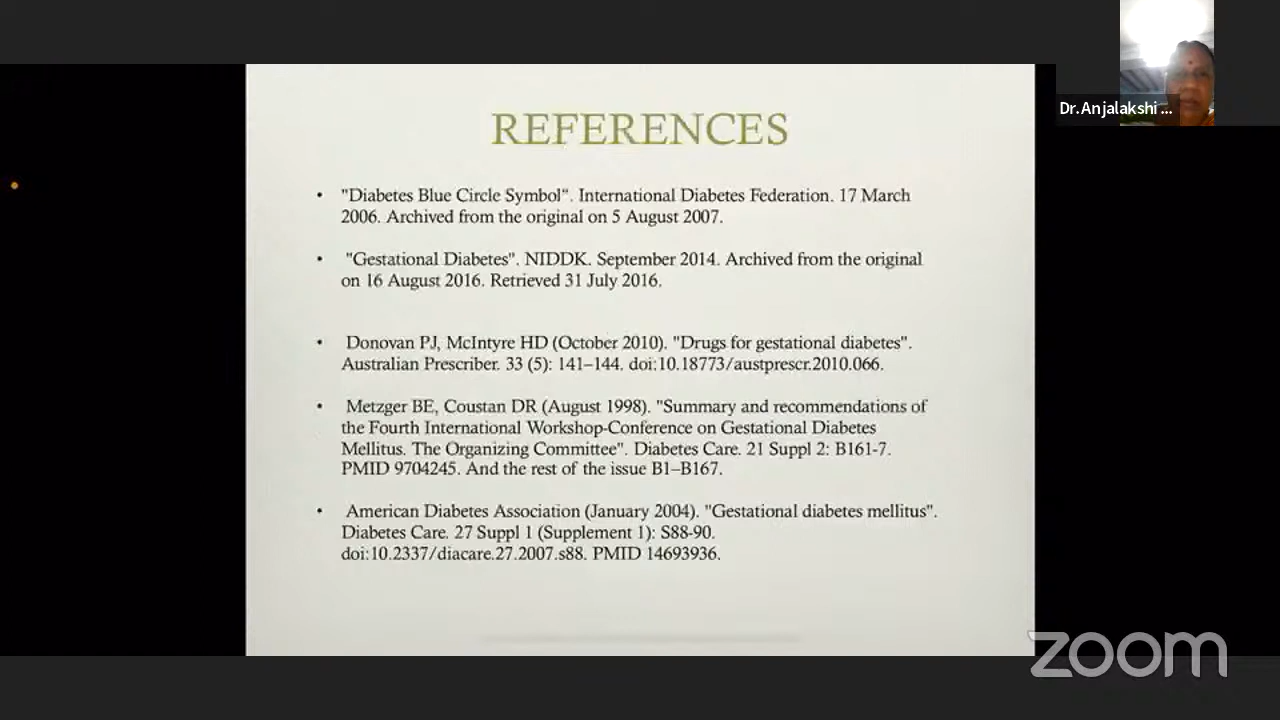 Dr.Anjalakshi ...
REFERENCES
• "Diabetes Blue Circle Symbol“. International Diabetes Federation. 17 March
2006. Archived from the original on 5 August 2007.
• "Gestational Diabetes". NIDDK. September 2014. Archived from the original
on 16 August 2016. Retrieved 31 July 2016.
• Donovan PJ, McIntyre HD (October 2010). "Drugs for gestational diabetes".
Australian Prescriber. 33 (5): 141–144. doi:10.18773/austprescr.2010.066.
• Metzger BE, Coustan DR (August 1998). "Summary and recommendations of
the Fourth International Workshop-Conference on Gestational Diabetes
Mellitus. The Organizing Committee". Diabetes Care. 21 Suppl 2: B161-7.
PMID 9704245. And the rest of the issue B1–B167.
• American Diabetes Association (January 2004). "Gestational diabetes mellitus".
Diabetes Care. 27 Suppl 1 (Supplement 1): S88-90.
doi:10.2337/diacare.27.2007.s88. PMID 14693936.
zoom